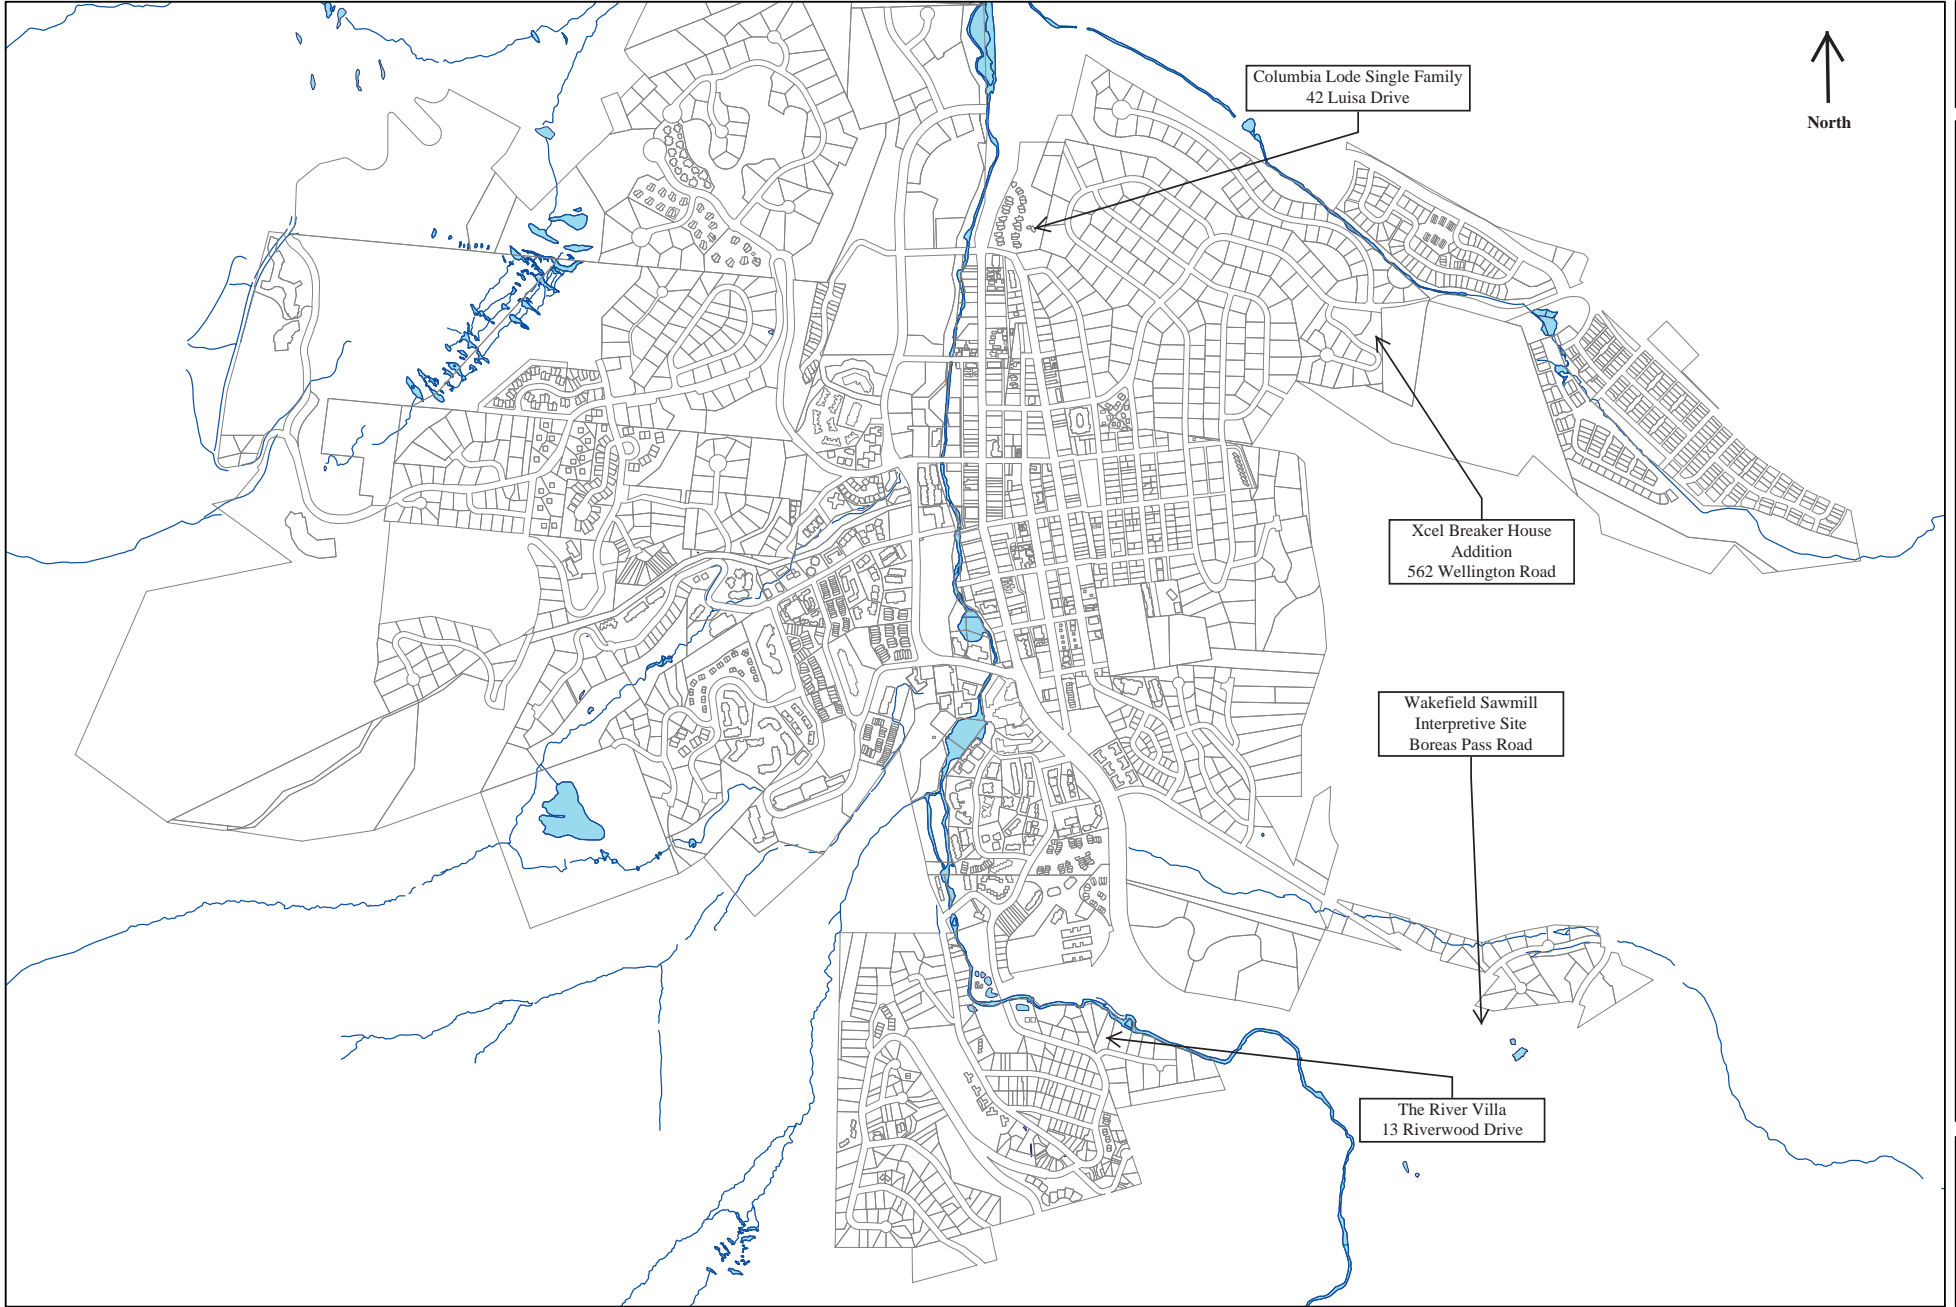 Columbia Lode Single Family
42 Luisa Drive
North
Xcel Breaker House
Addition
562 Wellington Road
Wakefield Sawmill
Interpretive Site
Boreas Pass Road
The River Villa
13 Riverwood Drive